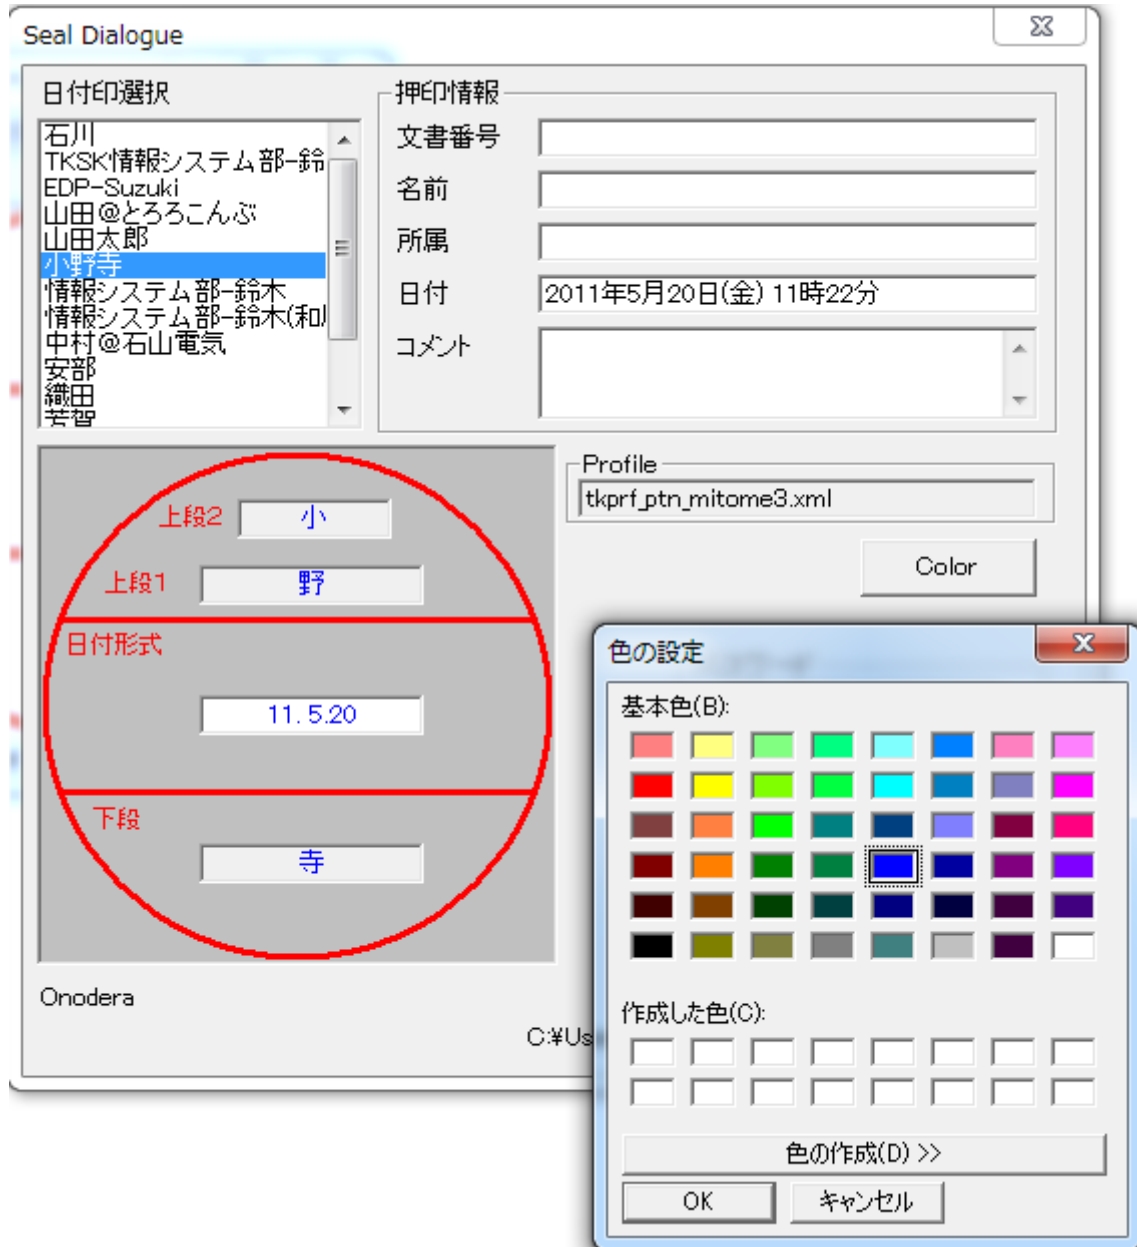 Seal Dialogue
日付印選択
石川
TKSK情報システム部-鈴
EDP-Suzuki
山田@とろろこんぶ
山田太郎
小野寺
情報システム部-鈴木
情報システム部-鈴木(和
中村@石山電気
安部
織田
芳賀
押印情報
文書番号
名前
所属
日付 2011年5月20日(金) 11時22分
コメント
上段2 小
上段1 野
日付形式
11. 5.20
下段
寺
Profile
tkprf_ptn_mitome3.xml
Color
Onodera
C:¥Us
色の設定
基本色(B):
作成した色(C):
色の作成(D) >>
OK キャンセル